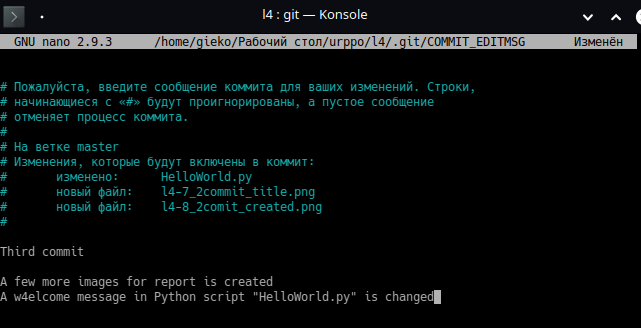 l4 : git — Konsole
GNU nano 2.9.3 /home/gieko/Рабочий стол/urppo/l4/.git/COMMIT_EDITMSG Изменён
# Пожалуйста, введите сообщение коммита для ваших изменений. Строки,
# начинающиеся с «#» будут проигнорированы, а пустое сообщение
# отменяет процесс коммита.
#
# На ветке master
# Изменения, которые будут включены в коммит:
# изменено: HelloWorld.py
# новый файл: l4-7_2commit_title.png
# новый файл: l4-8_2comit_created.png
#
Third commit
A few more images for report is created
A w4elcome message in Python script "HelloWorld.py" is changed